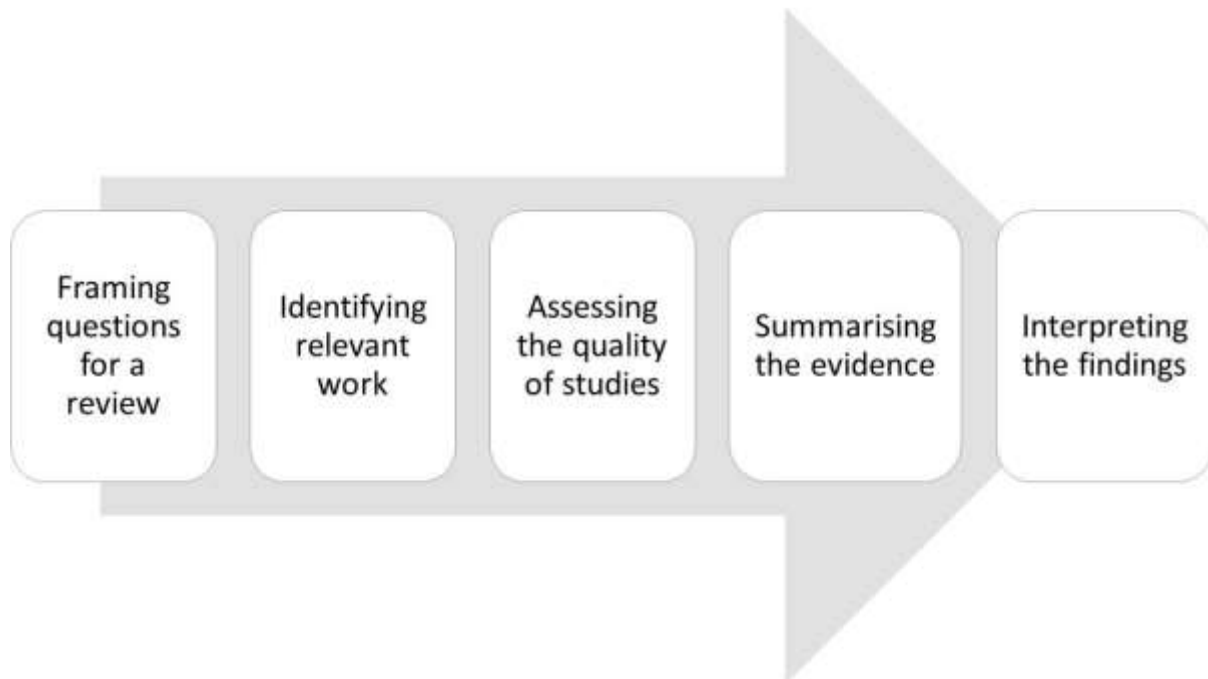 Framing
questions
for a
review
Identifying
relevant
work
Assessing
the quality
of studies
Summarising
the evidence
Interpreting
the findings